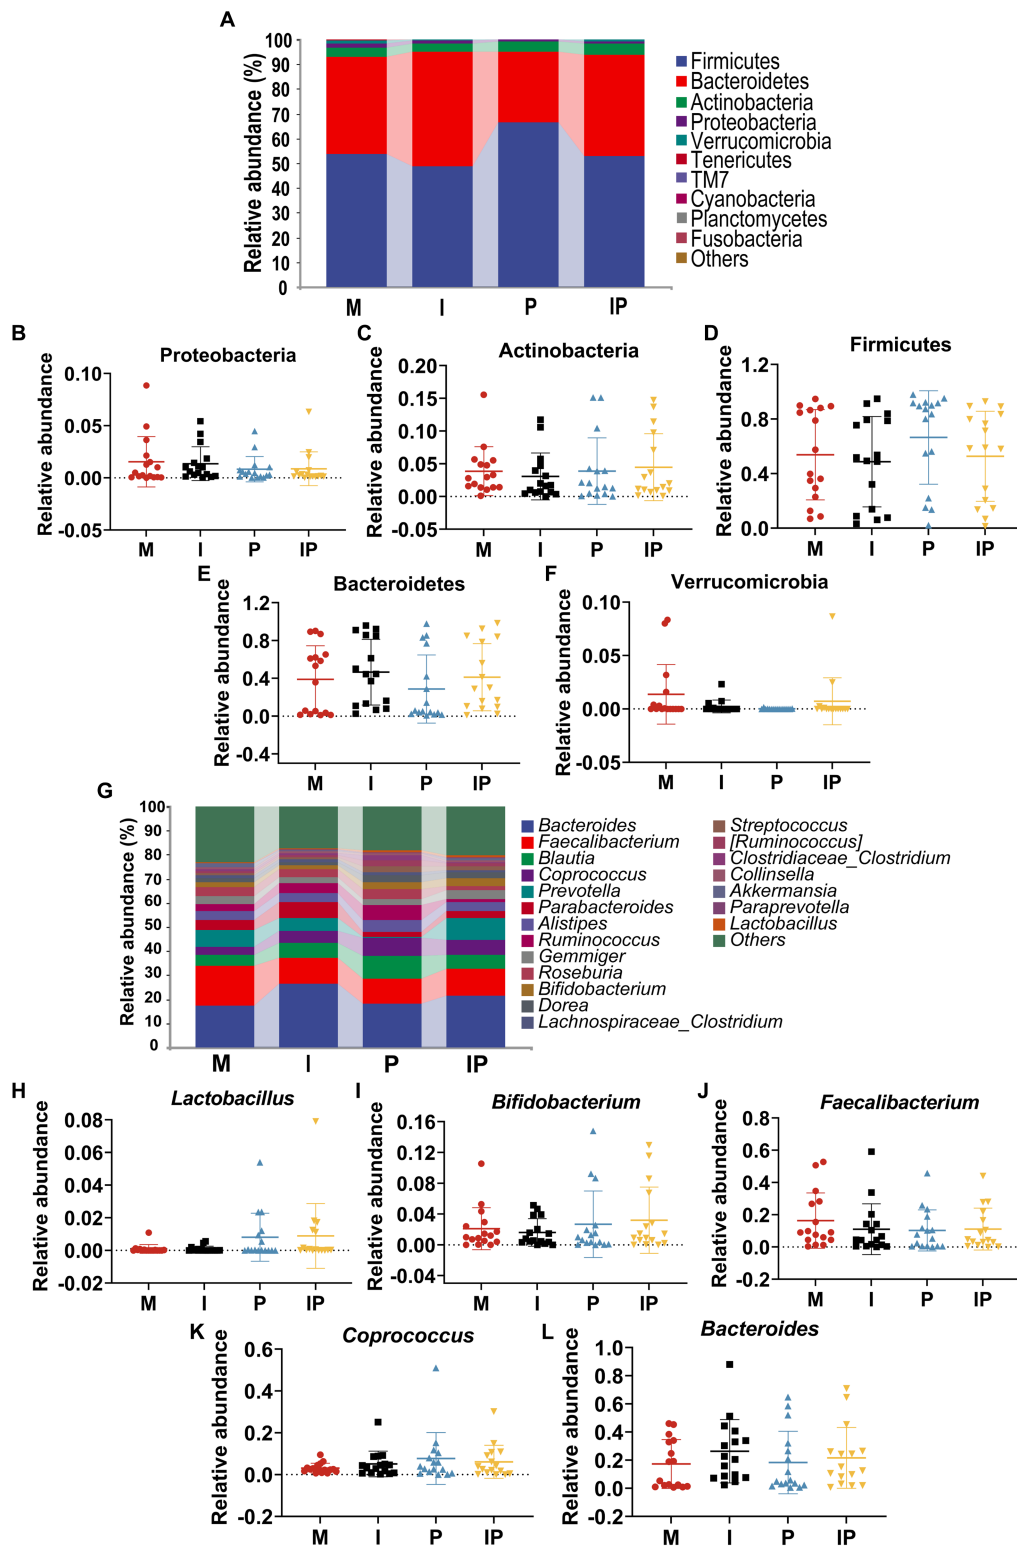 A
Relative abundance (%)
100
90
80
70
60
50
40
30
20
10
0
M I P IP
Firmicutes
Bacteroidetes
Actinobacteria
Proteobacteria
Verrucomicrobia
Tenericutes
TM7
Cyanobacteria
Planctomycetes
Fusobacteria
Others
B
Proteobacteria
Relative abundance
0.10
0.05
0.00
-0.05
M I P IP
C
Actinobacteria
Relative abundance
0.20
0.15
0.10
0.05
0.00
-0.05
M I P IP
D
Firmicutes
Relative abundance
1.2
0.8
0.4
0.0
M I P IP
E
Bacteroidetes
Relative abundance
1.2
0.8
0.4
0.0
-0.4
M I P IP
F
Verrucomicrobia
Relative abundance
0.10
0.05
0.00
-0.05
M I P IP
G
Relative abundance (%)
100
90
80
70
60
50
40
30
20
10
0
M I P IP
Bacteroides
Faecalibacterium
Blautia
Coprococcus
Prevotella
Parabacteroides
Alistipes
Ruminococcus
Gemmiger
Roseburia
Bifidobacterium
Dorea
Lachnospiraceae_Clostridium
Streptococcus
[Ruminococcus]
Clostridiaceae_Clostridium
Collinsella
Akkermansia
Paraprevotella
Lactobacillus
Others
H
Lactobacillus
Relative abundance
0.08
0.06
0.04
0.02
0.00
-0.02
M I P IP
I
Bifidobacterium
Relative abundance
0.16
0.12
0.08
0.04
0.00
-0.04
M I P IP
J
Faecalibacterium
Relative abundance
0.8
0.6
0.4
0.2
0.0
-0.2
M I P IP
K
Coprococcus
Relative abundance
0.6
0.4
0.2
0.0
-0.2
M I P IP
L
Bacteroides
Relative abundance
1.0
0.8
0.6
0.4
0.2
0.0
-0.2
M I P IP